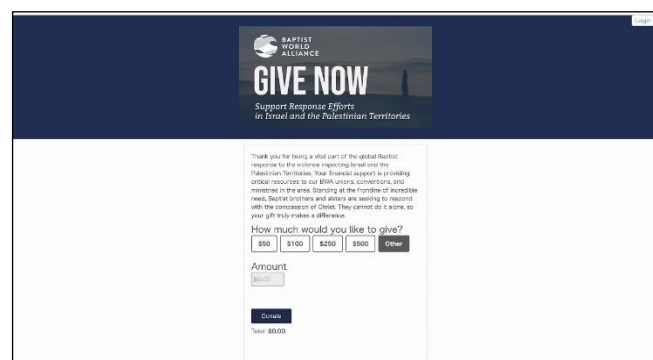 Login
BAPTIST
WORLD
ALLIANCE
GIVE NOW
Support Response Efforts
in Israel and the Palestinian Territories
Thank you for being a vital part of the global Baptist
response to the violence impacting Israel and the
Palestinian Territories. Your financial support is providing
critical resources to our BWA unions, conventions, and
ministries in the area. Standing at the frontline of incredible
need, Baptist brothers and sisters are seeking to respond
with the compassion of Christ. They cannot do it alone, so
your gift truly makes a difference.
How much would you like to give?
$50 $100 $250 $500 Other
Amount
$0.00
Donate
Total $0.00